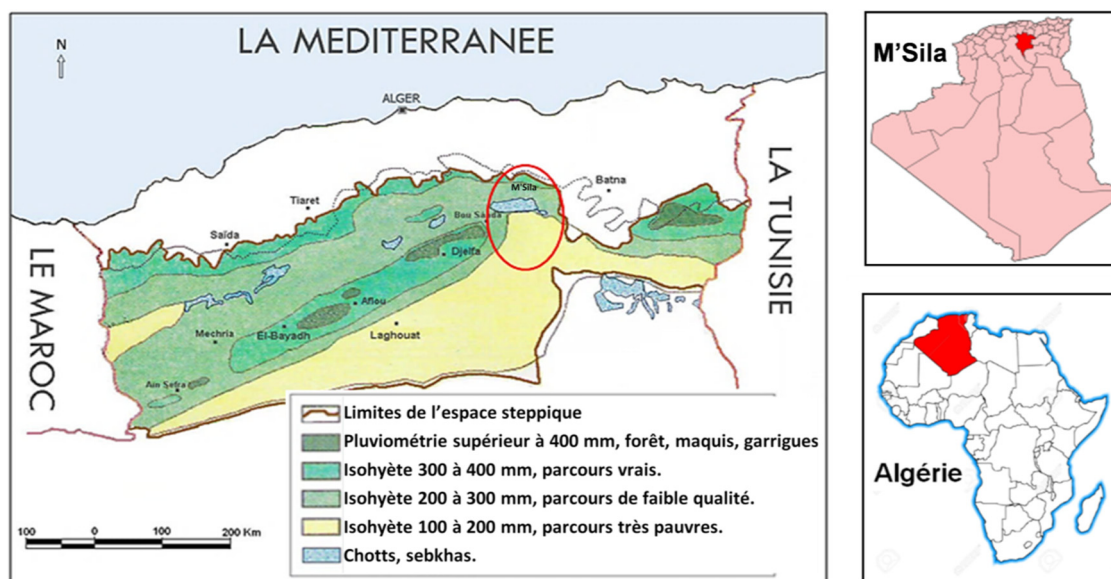 LA MEDITERRANEE
N
ALGER
M'Sila
Batna
Tiaret
Bou Saada
Saïda
Djelfa
Aflou
Mechria
El-Bayadh
Laghouat
Ain Sefra
LE MAROC
LA TUNISIE
Limites de l'espace steppique
Pluviométrie supérieur à 400 mm, forêt, maquis, garrigues
Isohyète 300 à 400 mm, parcours vrais.
Isohyète 200 à 300 mm, parcours de faible qualité.
Isohyète 100 à 200 mm, parcours très pauvres.
Chotts, sebkhas.
100 0 100 200 Km
M'Sila
Algérie